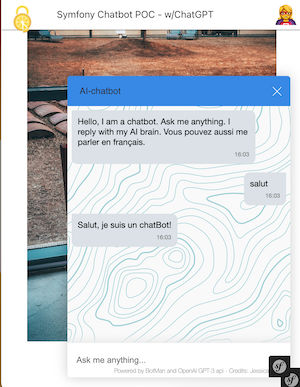 Symfony Chatbot POC - w/ChatGPT
AI-chatbot
Hello, I am a chatbot. Ask me anything. I
reply with my AI brain. Vous pouvez aussi me
parler en français.
16:03
salut
16:03
Salut, je suis un chatBot!
16:03
Ask me anything...
Powered by BotMan and OpenAI GPT-3 api - Credits: Jessica
sf
sf